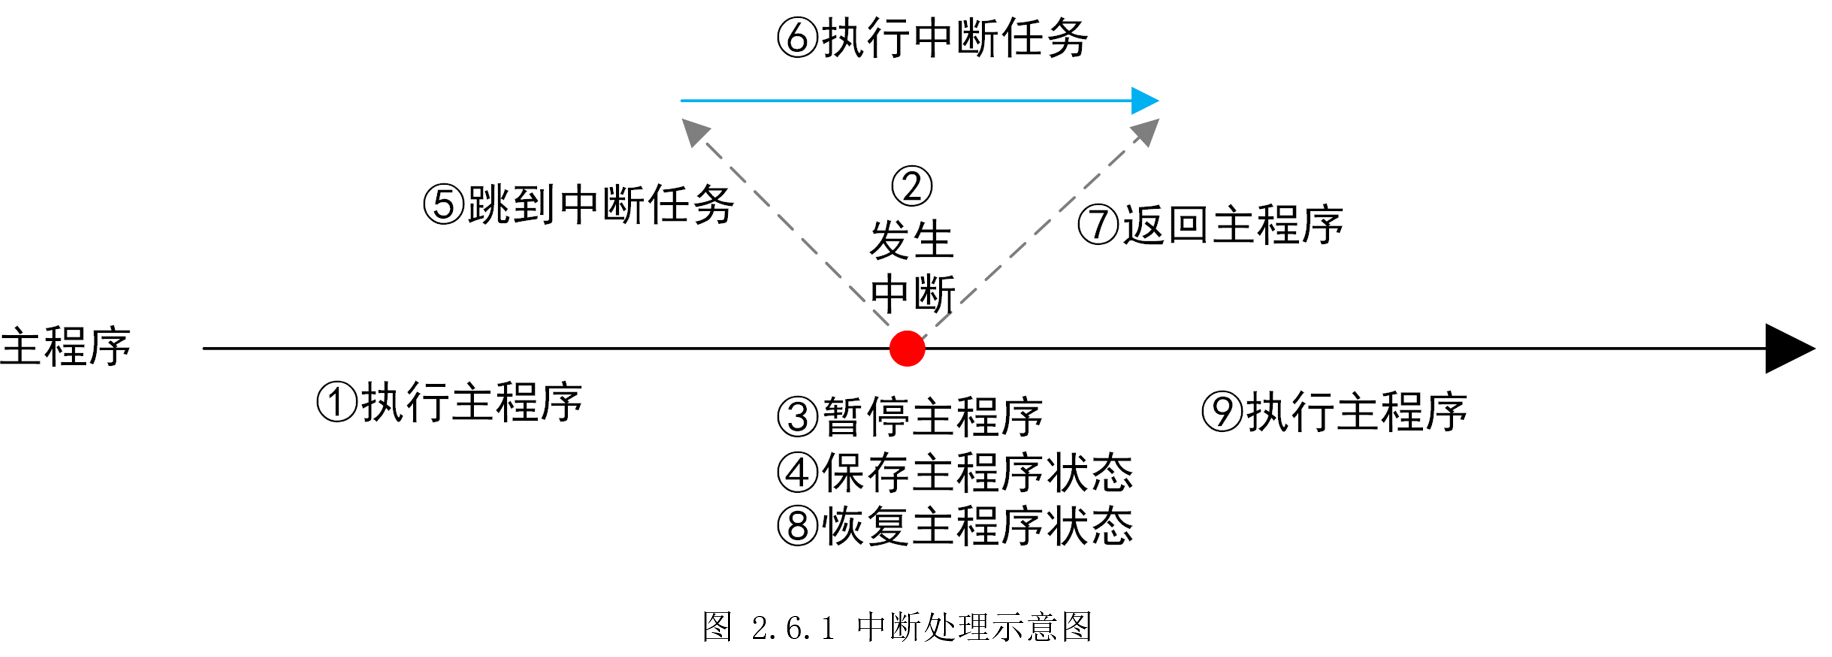 ⑥执行中断任务
②
发生
中断
⑤跳到中断任务
⑦返回主程序
主程序
①执行主程序
③暂停主程序
④保存主程序状态
⑧恢复主程序状态
⑨执行主程序
图 2.6.1 中断处理示意图